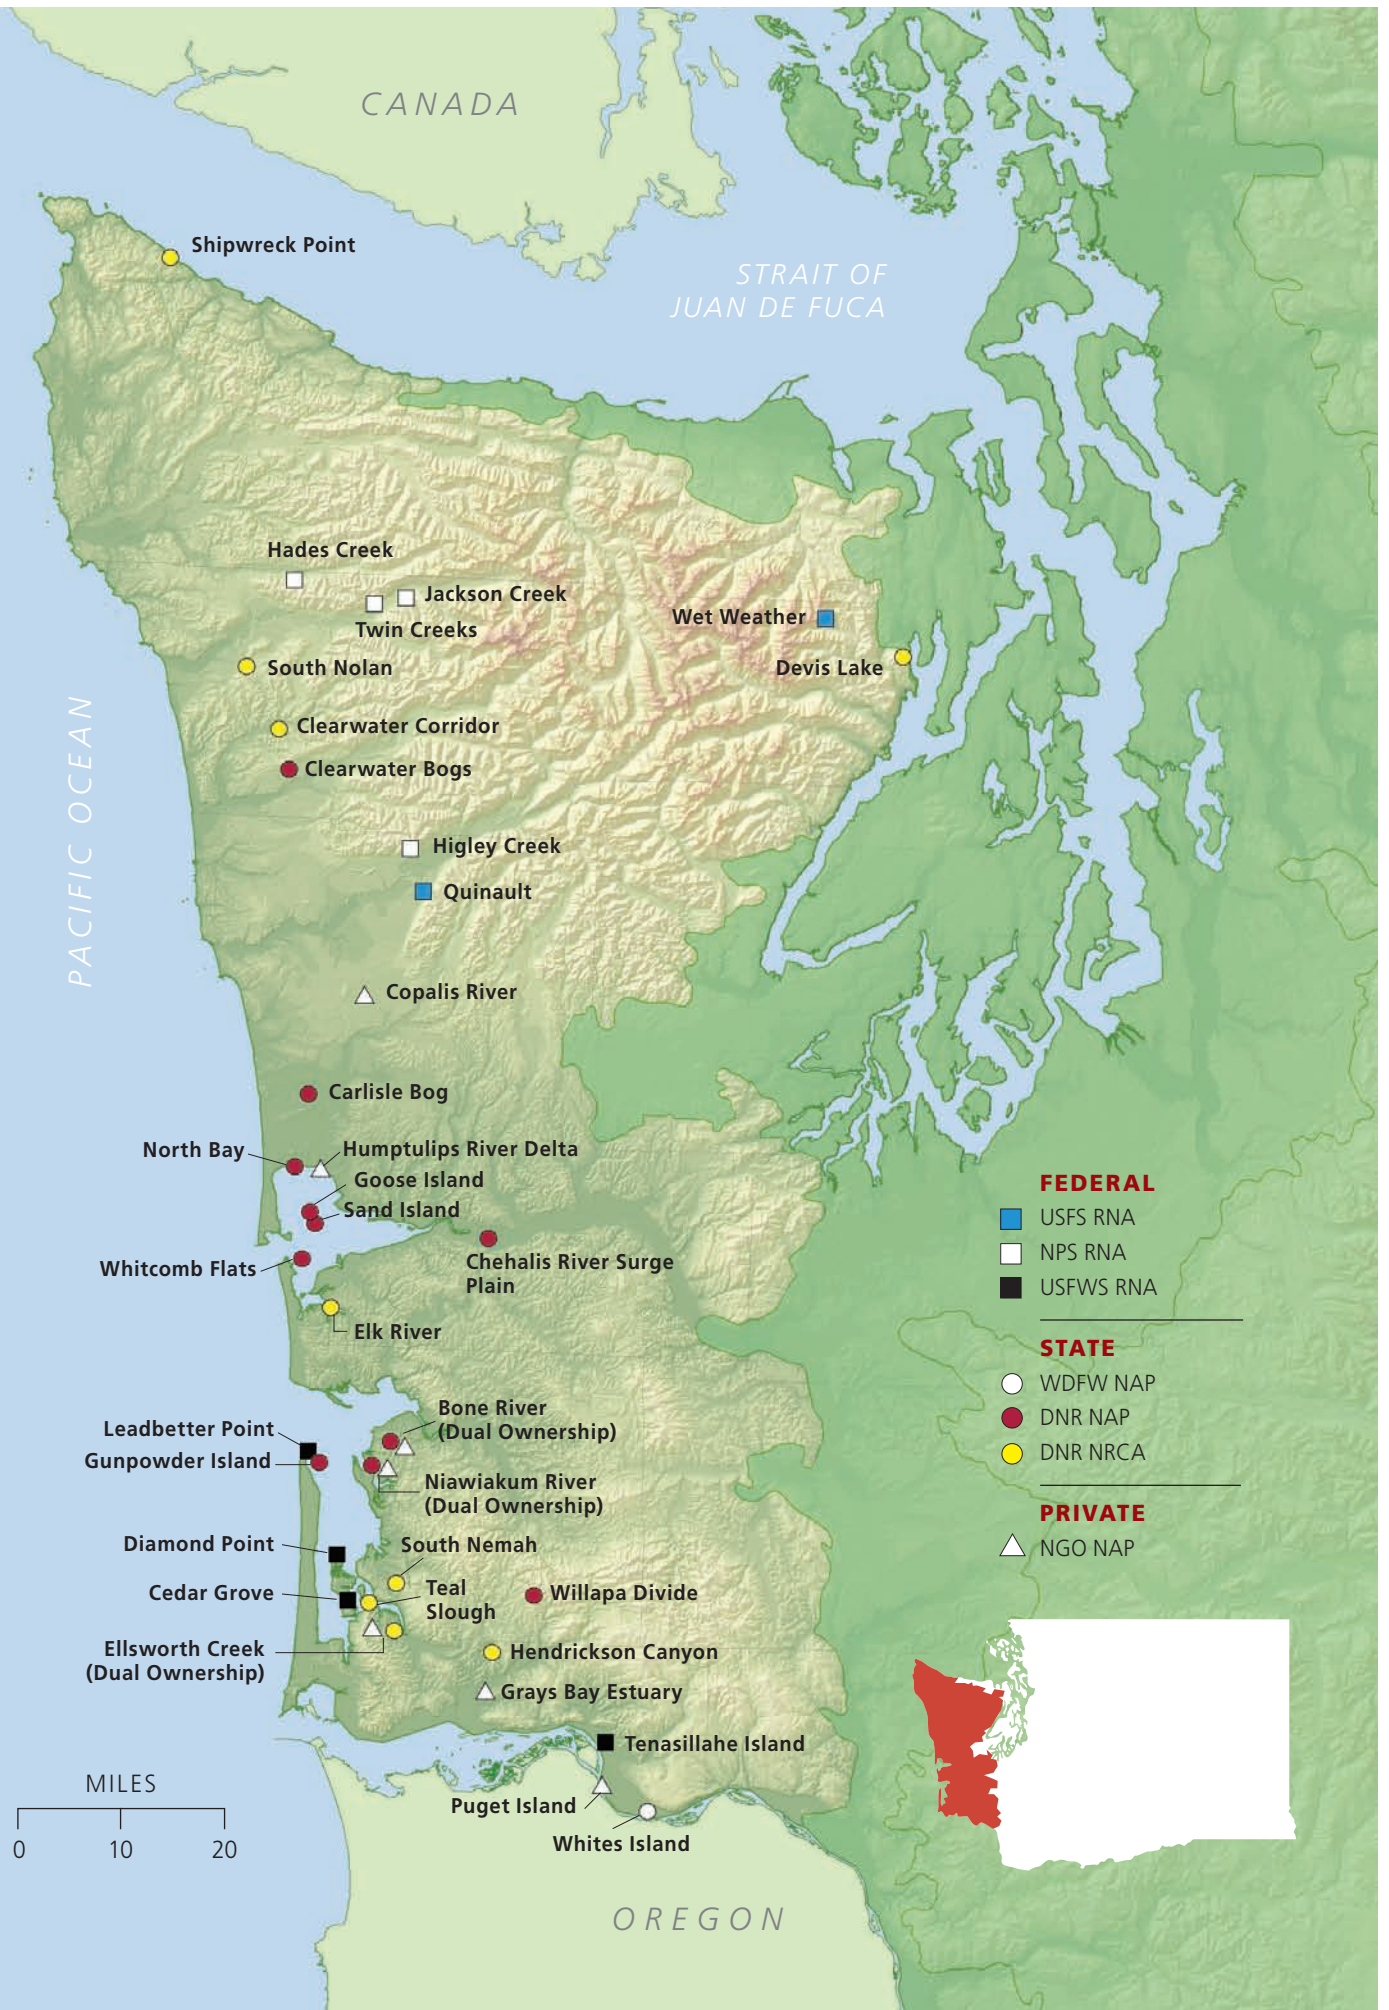 CANADA
Shipwreck Point
STRAIT OF
JUAN DE FUCA
Hades Creek
Jackson Creek
Twin Creeks
Wet Weather
South Nolan
Devis Lake
PACIFIC OCEAN
Clearwater Corridor
Clearwater Bogs
Higley Creek
Quinault
Copalis River
Carlisle Bog
North Bay
Humptulips River Delta
Goose Island
Sand Island
Whitcomb Flats
Chehalis River Surge
Plain
Elk River
Bone River
(Dual Ownership)
Leadbetter Point
Gunpowder Island
Niawiakum River
(Dual Ownership)
Diamond Point
South Nemah
Cedar Grove
Teal
Slough
Willapa Divide
Ellsworth Creek
(Dual Ownership)
Hendrickson Canyon
Grays Bay Estuary
Tenasillahe Island
Puget Island
Whites Island
OREGON
MILES
0 10 20
FEDERAL
USFS RNA
NPS RNA
USFWS RNA
STATE
WDFW NAP
DNR NAP
DNR NRCA
PRIVATE
NGO NAP